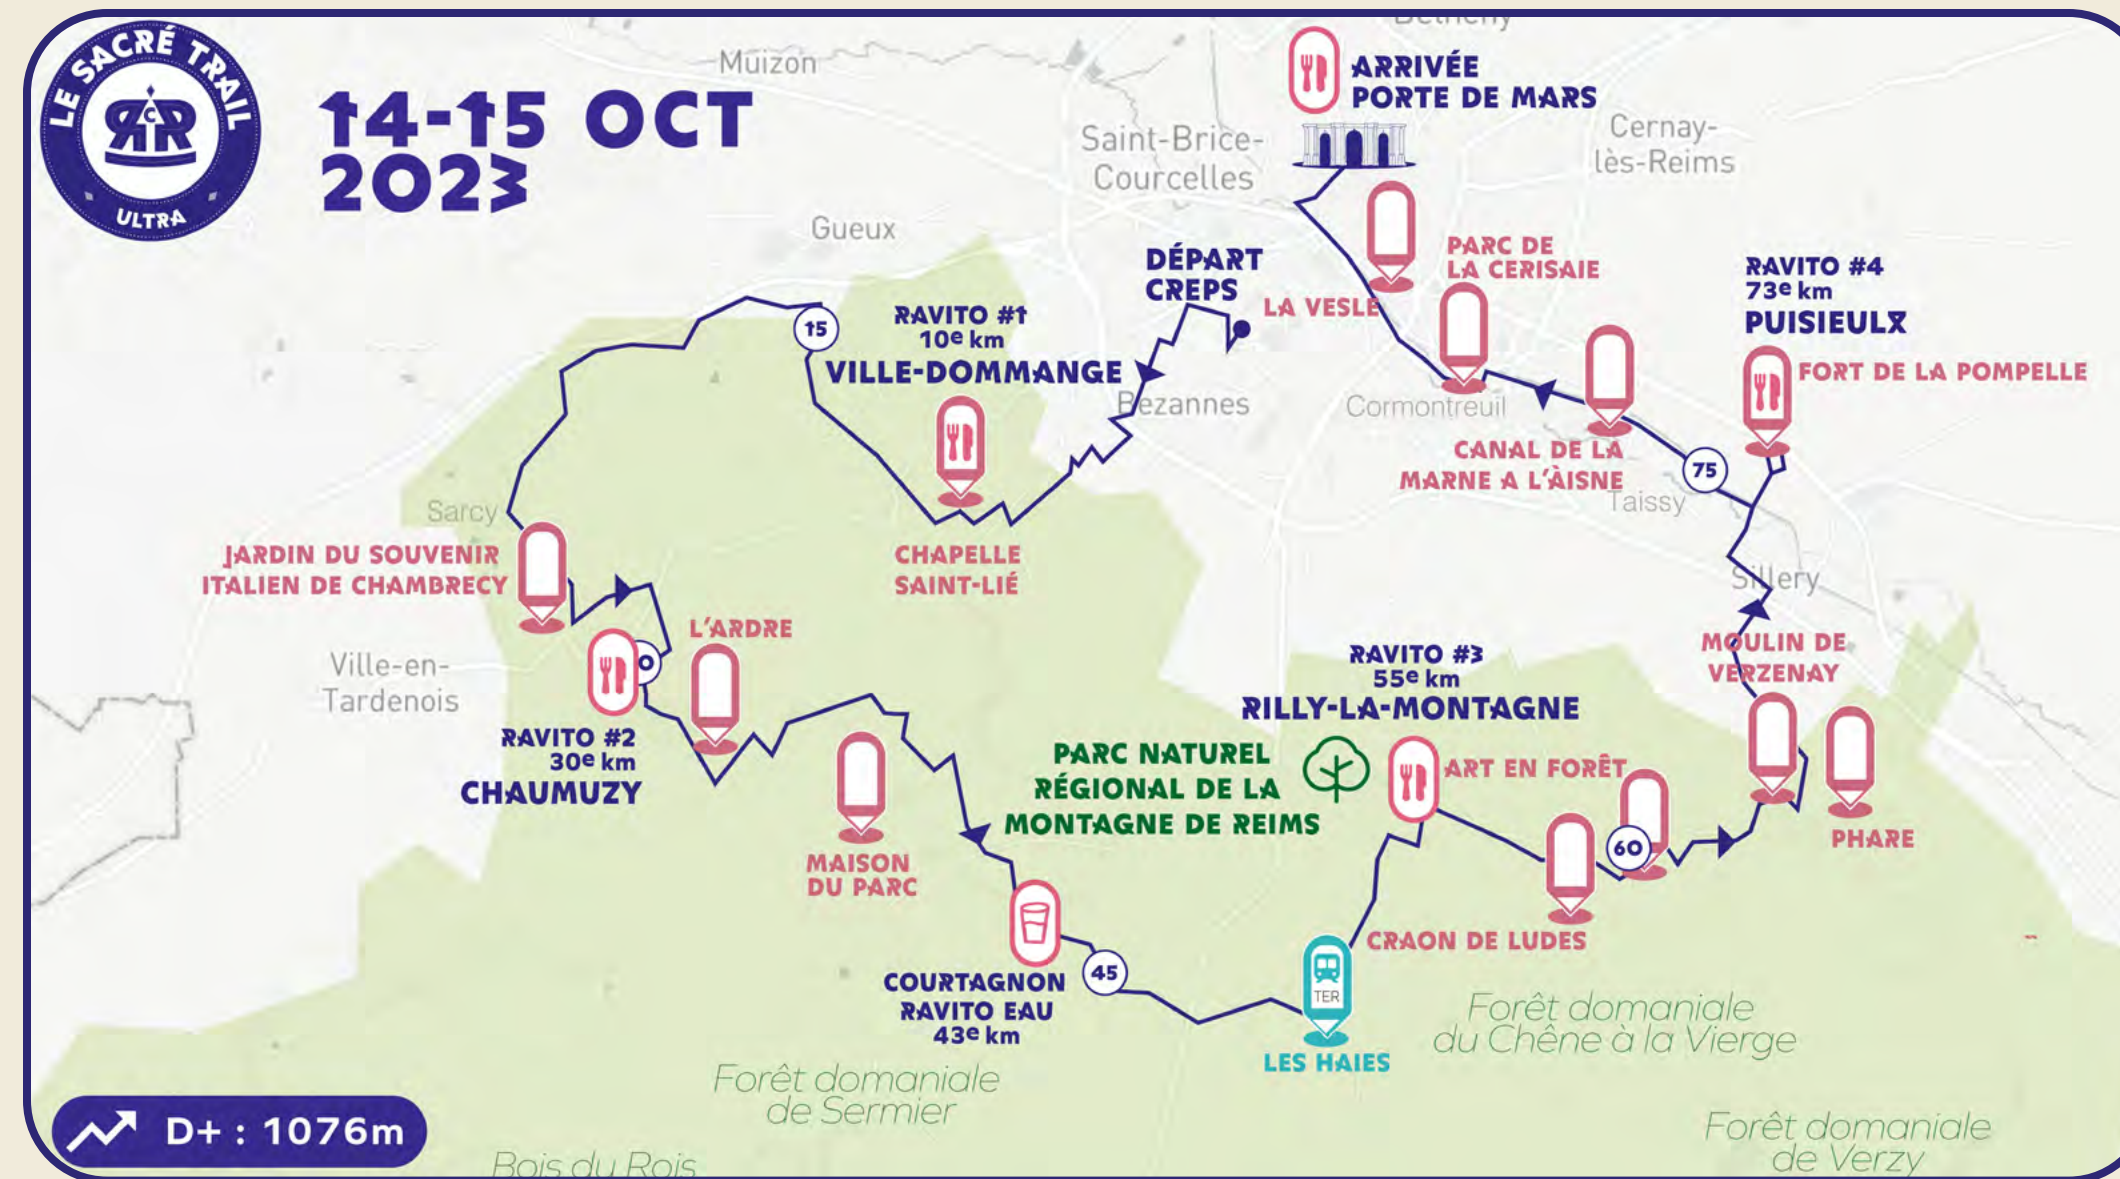 LE SACRÉ TRAIL
ULTRA
14-15 OCT
2023
Muizon
Gueux
Saint-Brice-
Courcelles
ARRIVÉE
PORTE DE MARS
Cernay-
lès-Reims
DÉPART
CREPS
LA VESLE
PARC DE
LA CERISAIE
RAVITO #4
73e km
PUISIEULX
FORT DE LA POMPELLE
15
RAVITO #1
10e km
VILLE-DOMMANGE
Bezannes
Cormontreuil
CANAL DE LA
MARNE A L'ÀISNE
75
Taissy
Sarcy
JARDIN DU SOUVENIR
ITALIEN DE CHAMBRECY
CHAPELLE
SAINT-LIÉ
Sillery
L'ARDRE
Ville-en-
Tardenois
0
RAVITO #2
30e km
CHAUMUZY
RAVITO #3
55e km
RILLY-LA-MONTAGNE
MOULIN DE
VERZENAY
PARC NATUREL
RÉGIONAL DE LA
MONTAGNE DE REIMS
ART EN FORÊT
60
PHARE
MAISON
DU PARC
CRAON DE LUDES
COURTAGNON
RAVITO EAU
43e km
45
TER
LES HAIES
Forêt domaniale
du Chêne à la Vierge
Forêt domaniale
de Sermier
Forêt domaniale
de Verzy
Bois du Rois
D+ : 1076m